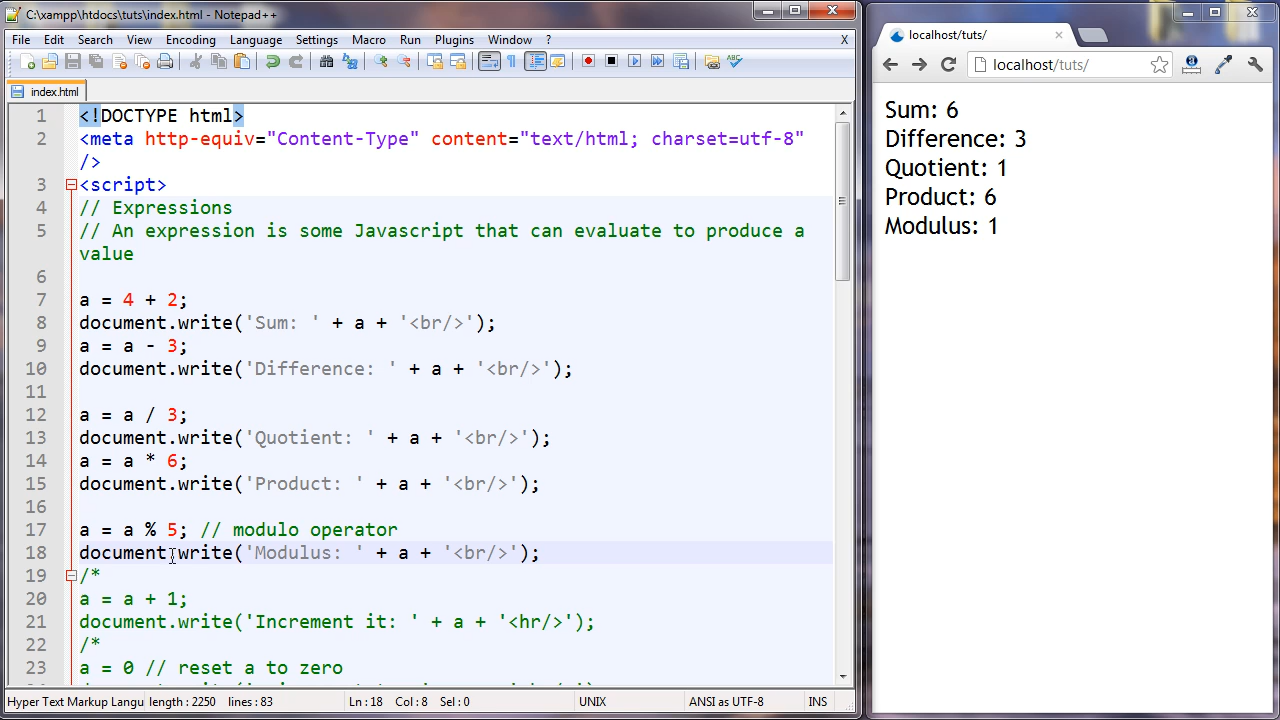 C:\xampp\htdocs\tuts\index.html - Notepad++
File Edit Search View Encoding Language Settings Macro Run Plugins Window ? X
index.html
1 <!DOCTYPE html>
2 <meta http-equiv="Content-Type" content="text/html; charset=utf-8"
/>
3 <script>
4 // Expressions
5 // An expression is some Javascript that can evaluate to produce a
value
6
7 a = 4 + 2;
8 document.write('Sum: ' + a + '<br/>');
9 a = a - 3;
10 document.write('Difference: ' + a + '<br/>');
11
12 a = a / 3;
13 document.write('Quotient: ' + a + '<br/>');
14 a = a * 6;
15 document.write('Product: ' + a + '<br/>');
16
17 a = a % 5; // modulo operator
18 document.write('Modulus: ' + a + '<br/>');
19 /*
20 a = a + 1;
21 document.write('Increment it: ' + a + '<hr/>');
22 /*
23 a = 0 // reset a to zero
Hyper Text Markup Langu length : 2250 lines : 83 Ln : 18 Col : 8 Sel : 0 UNIX ANSI as UTF-8 INS
localhost/tuts/
localhost/tuts/
Sum: 6
Difference: 3
Quotient: 1
Product: 6
Modulus: 1